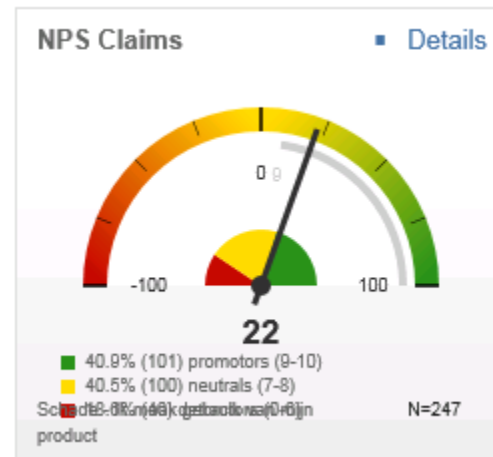 NPS Claims
Details
0 9
-100
100
22
40.9% (101) promotors (9-10)
40.5% (100) neutrals (7-8)
N=247
product